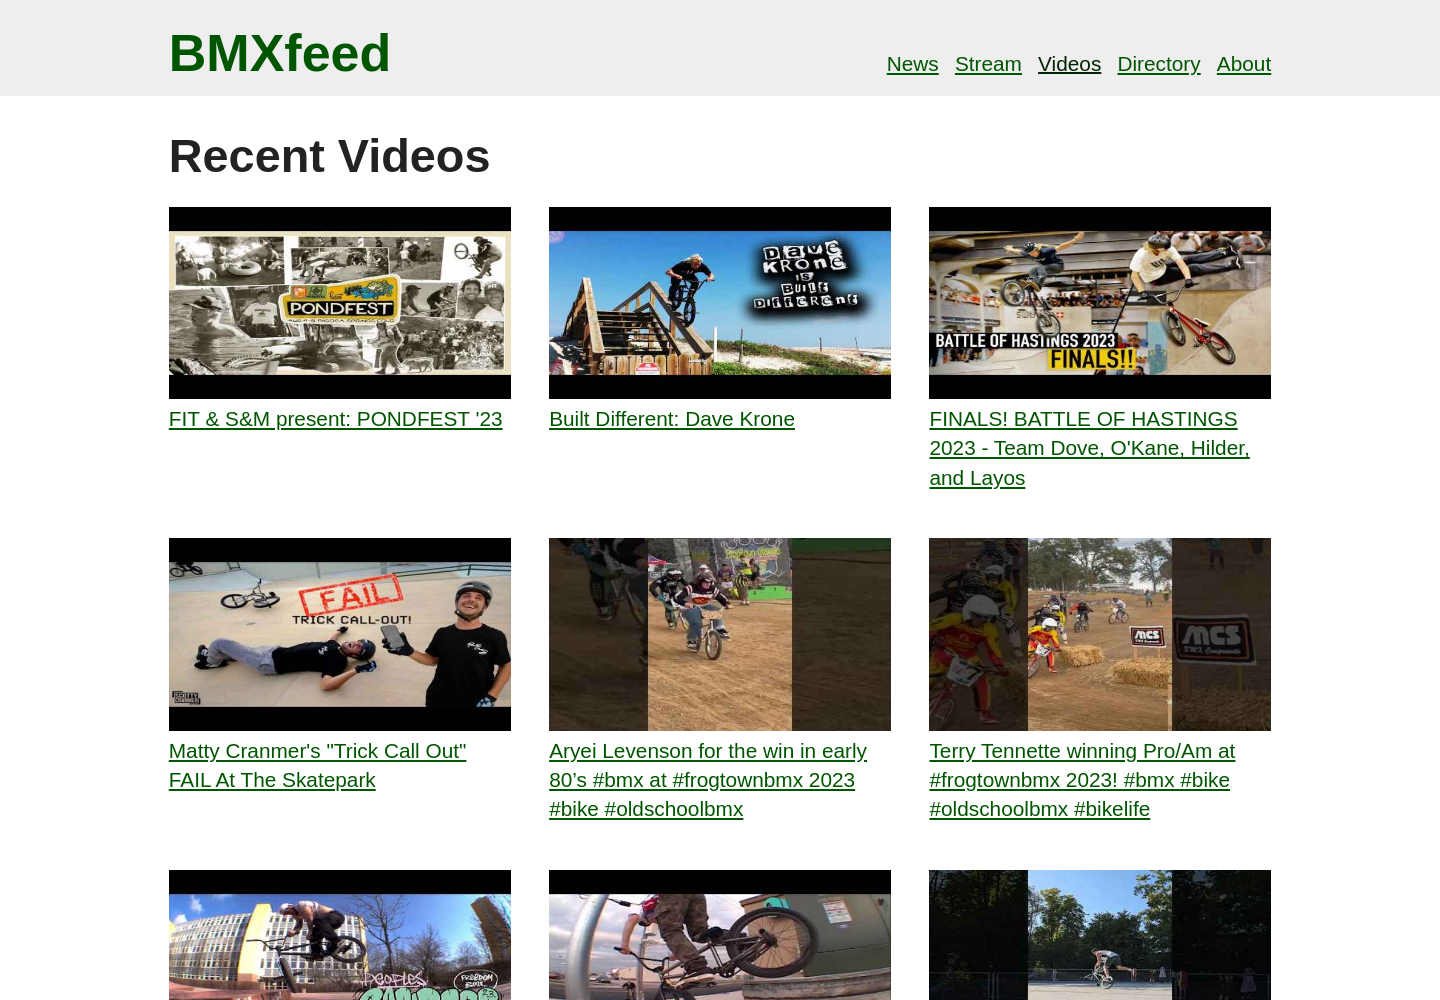 BMXfeed
News Stream Videos Directory About
Recent Videos
PONDFEST
Dave
Krone
is
Built
Different
BATTLE OF HASTINGS 2023
FINALS!!
FIT & S&M present: PONDFEST '23
Built Different: Dave Krone
FINALS! BATTLE OF HASTINGS
2023 - Team Dove, O'Kane, Hilder,
and Layos
FAIL
TRICK CALL-OUT!
MCS
MCS
BMX Components
Matty Cranmer's "Trick Call Out"
FAIL At The Skatepark
Aryei Levenson for the win in early
80’s #bmx at #frogtownbmx 2023
#bike #oldschoolbmx
Terry Tennette winning Pro/Am at
#frogtownbmx 2023! #bmx #bike
#oldschoolbmx #bikelife
PEOPLES
FREEDOM